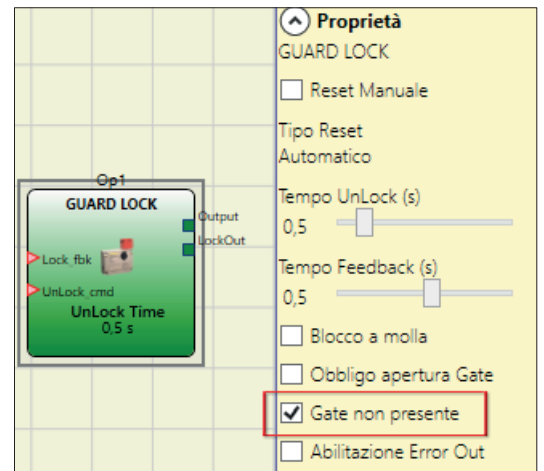 Op1
GUARD LOCK
Output
LockOut
Lock_fbk
UnLock_cmd
UnLock Time
0,5 s
Proprietà
GUARD LOCK
Reset Manuale
Tipo Reset
Automatico
Tempo UnLock (s)
0,5
Tempo Feedback (s)
0,5
Blocco a molla
Obbligo apertura Gate
Gate non presente
Abilitazione Error Out